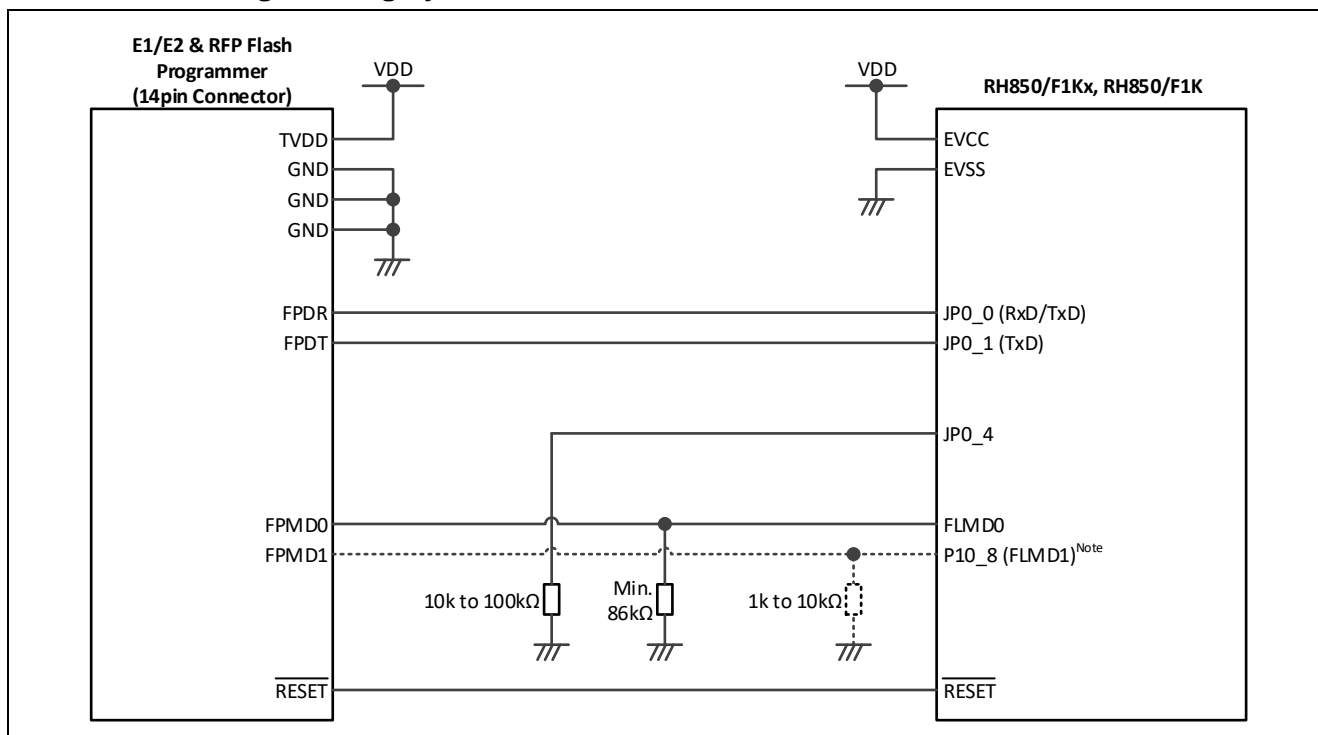 E1/E2 & RFP Flash
Programmer
(14pin Connector)
VDD
VDD
RH850/F1Kx, RH850/F1K
TVDD
GND
GND
GND
EVCC
EVSS
FPDR
FPDT
JP0_0 (RxD/TxD)
JP0_1 (TxD)
JP0_4
FPMD0
FPMD1
FLMD0
P10_8 (FLMD1)Note
10k to 100kΩ
Min.
86kΩ
1k to 10kΩ
RESET
RESET